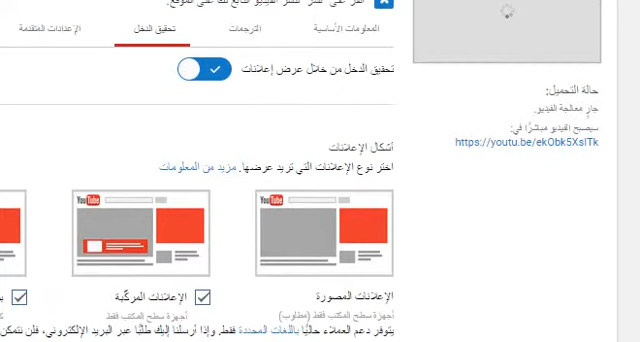 المعلومات الأساسية
الترجمات
تحقيق الدخل
الإعدادات المتقدمة
تحقيق الدخل من خلال عرض إعلانات
حالة التحميل:
جارٍ معالجة الفيديو.
سيصبح الفيديو مباشرًا في:
https://youtu.be/ekObk5XsITk
أشكال الإعلانات
اختر نوع الإعلانات التي تريد عرضها. مزيد من المعلومات
YouTube
YouTube
الإعلانات المصورة
أجهزة سطح المكتب فقط (مطلوب)
الإعلانات المركّبة
أجهزة سطح المكتب فقط
يتوفر دعم العملاء حاليًا باللغات المحددة فقط. وإذا أرسلنا إليك طلبًا عبر البريد الإلكتروني، فلن نتمكن